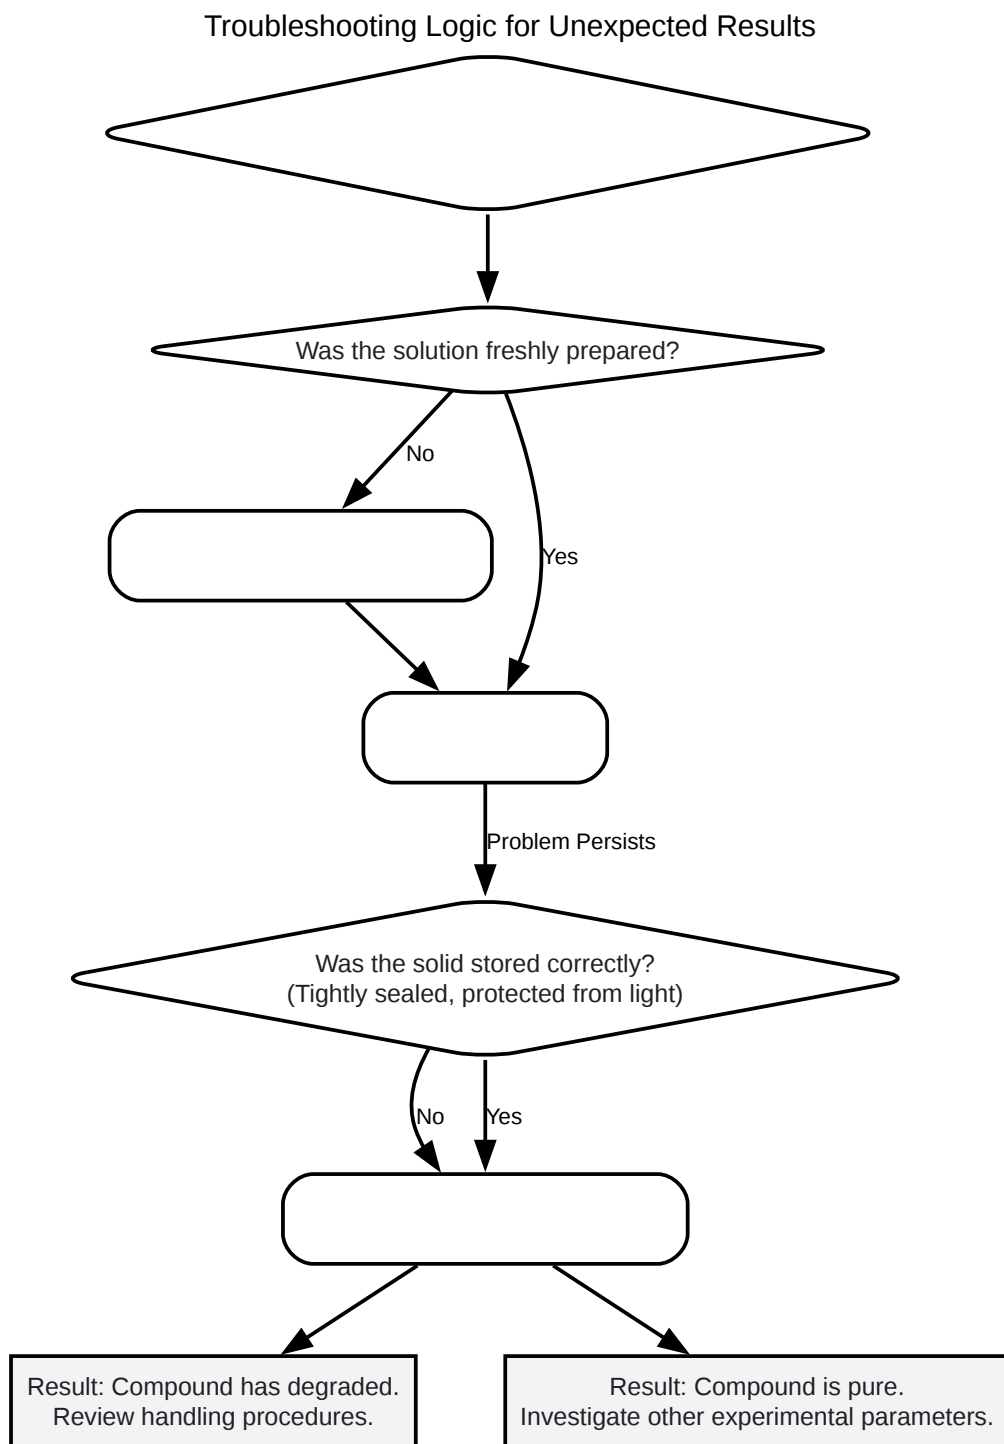 Troubleshooting Logic for Unexpected Results
Was the solution freshly prepared?
No
Yes
Problem Persists
Was the solid stored correctly?
(Tightly sealed, protected from light)
No
Yes
Result: Compound has degraded.
Review handling procedures.
Result: Compound is pure.
Investigate other experimental parameters.